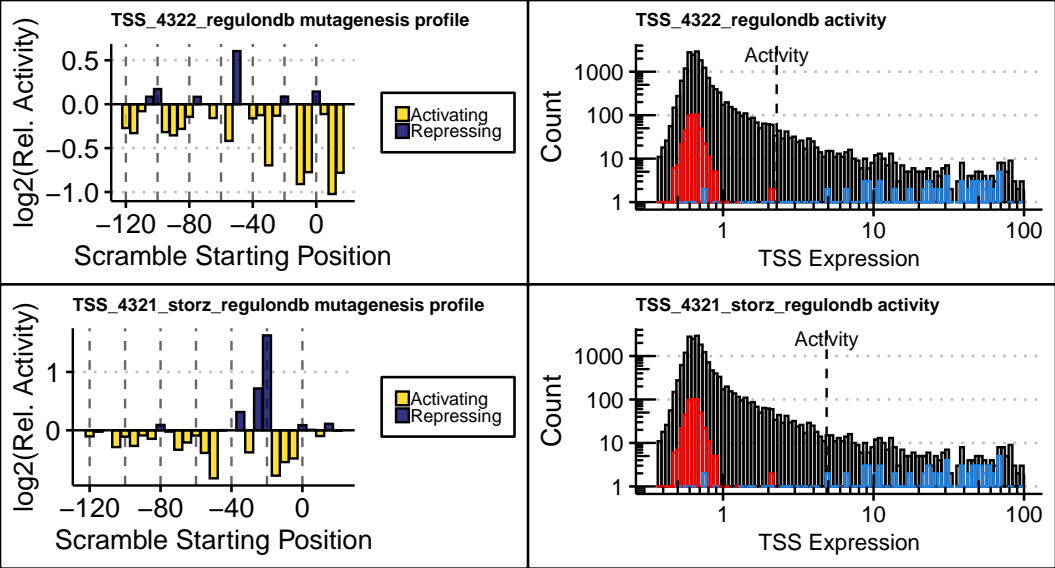 TSS_4322_regulondb mutagenesis profile
log2(Rel. Activity)
0.5
0.0
−0.5
−1.0
−120 −80 −40 0
Scramble Starting Position
Activating
Repressing
TSS_4322_regulondb activity
Activity
Count
1000
100
10
1
1 10 100
TSS Expression
TSS_4321_storz_regulondb mutagenesis profile
log2(Rel. Activity)
1
0
−120 −80 −40 0
Scramble Starting Position
Activating
Repressing
TSS_4321_storz_regulondb activity
Activity
Count
1000
100
10
1
1 10 100
TSS Expression